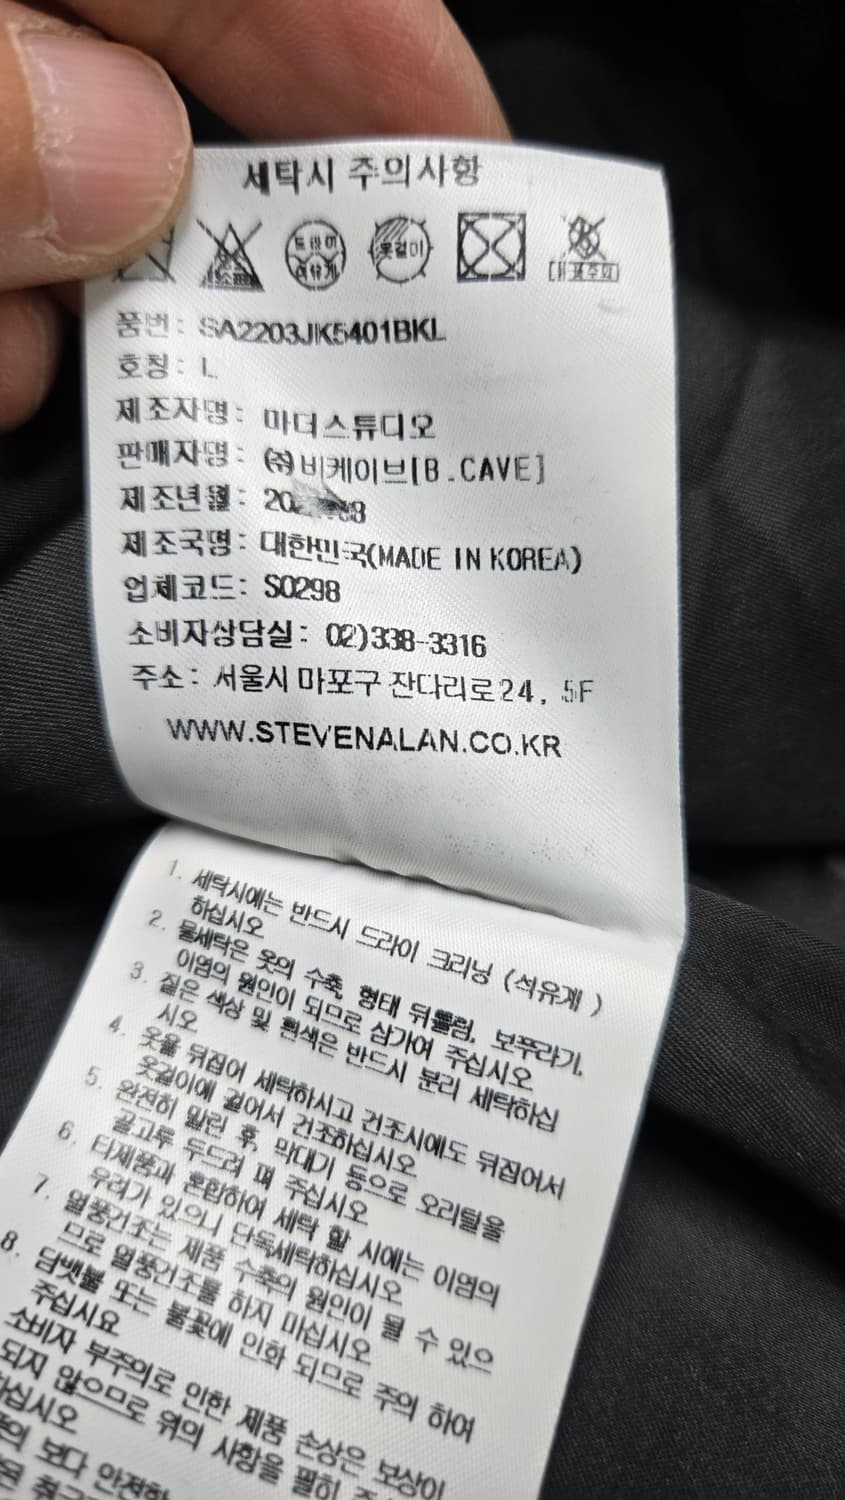 세탁시 주의사항
드라이
석유계
옷걸이
품번: SA2203JK5401BKL
호칭: L
제조자명: 마더스튜디오
판매자명: ㈜비케이브[B.CAVE]
제조년월: 20
제조국명: 대한민국(MADE IN KOREA)
업체코드: S0298
소비자상담실: 02)338-3316
주소: 서울시 마포구 잔다리로24, 5F
WWW.STEVENALAN.CO.KR
1. 세탁시에는 반드시 드라이 크리닝 (석유계 )
하십시오
2. 물세탁은 옷의 수축, 형태 뒤틀림, 보푸라기,
이염의 원인이 되므로 삼가여 주십시오
3. 짙은 색상 및 흰색은 반드시 분리 세탁하십
시오
4. 옷을 뒤집어 세탁하시고 건조시에도 뒤집어서
옷걸이에 걸어서 건조하십시오
5. 완전히 말린 후, 막대기 등으로 오리털을
골고루 두드려 펴 주십시오
6. 타제품과 혼합하여 세탁 할 시에는 이염의
우려가 있으니 단독세탁하십시오
7. 열풍건조는 제품 수축의 원인이 될 수 있으
므로 열풍건조를 하지 마십시오
8. 담뱃불 또는 불꽃에 인화 되므로 주의 하여
주십시요
소비자 부주의로 인한 제품 손상은 보상이
되지 않으므로 위의 사항을 필히
하십시오
보다 안전한